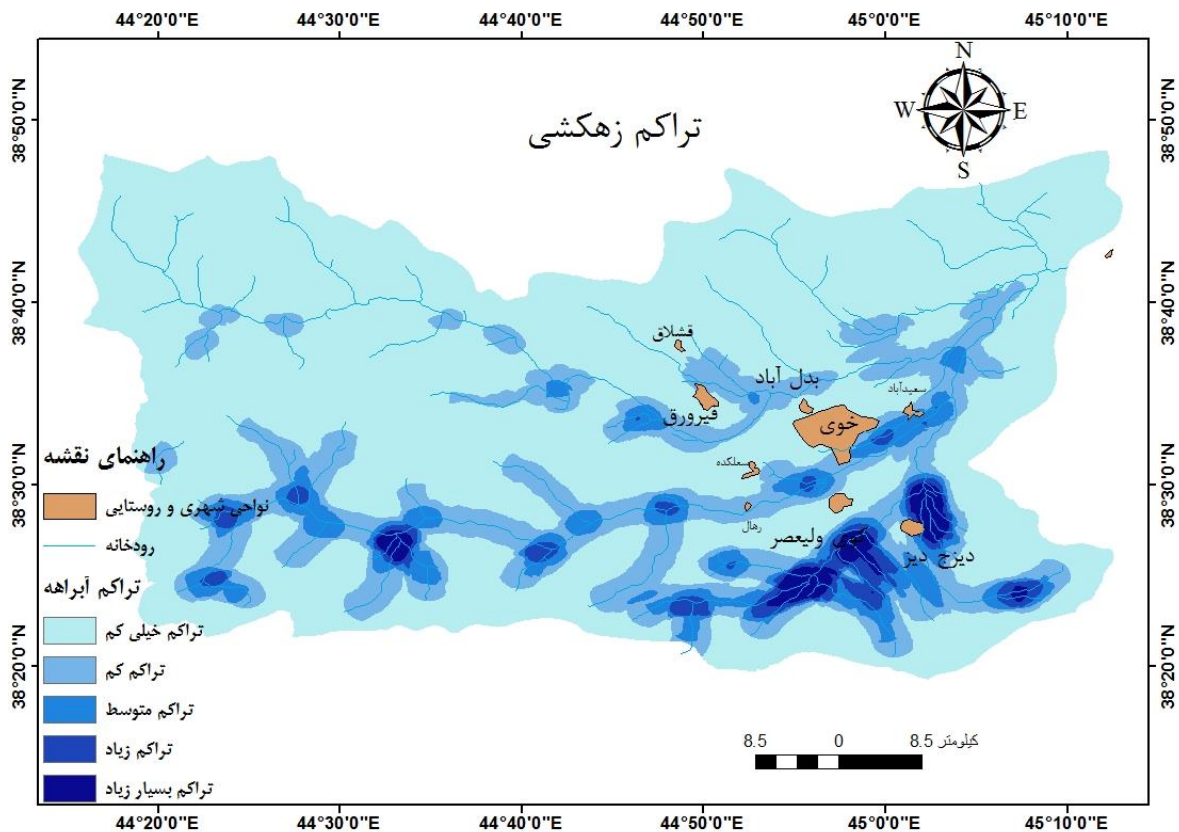 44°20'0"E 44°30'0"E 44°40'0"E 44°50'0"E 45°0'0"E 45°10'0"E
N
W E
S
38°50'0"N 38°50'0"N
تراکم زهکشی
38°40'0"N 38°40'0"N
قشلاق
بدل آباد
سعیدآباد
فیرورق
خوی
سعلکده
38°30'0"N 38°30'0"N
رهال
کوی ولیعصر
دیزج دیز
راهنمای نقشه
نواحی شهری و روستایی
رودخانه
تراکم آبراهه
تراکم خیلی کم
تراکم کم
تراکم متوسط
تراکم زیاد
تراکم بسیار زیاد
38°20'0"N 38°20'0"N
8.5 0 8.5 کیلومتر
44°20'0"E 44°30'0"E 44°40'0"E 44°50'0"E 45°0'0"E 45°10'0"E